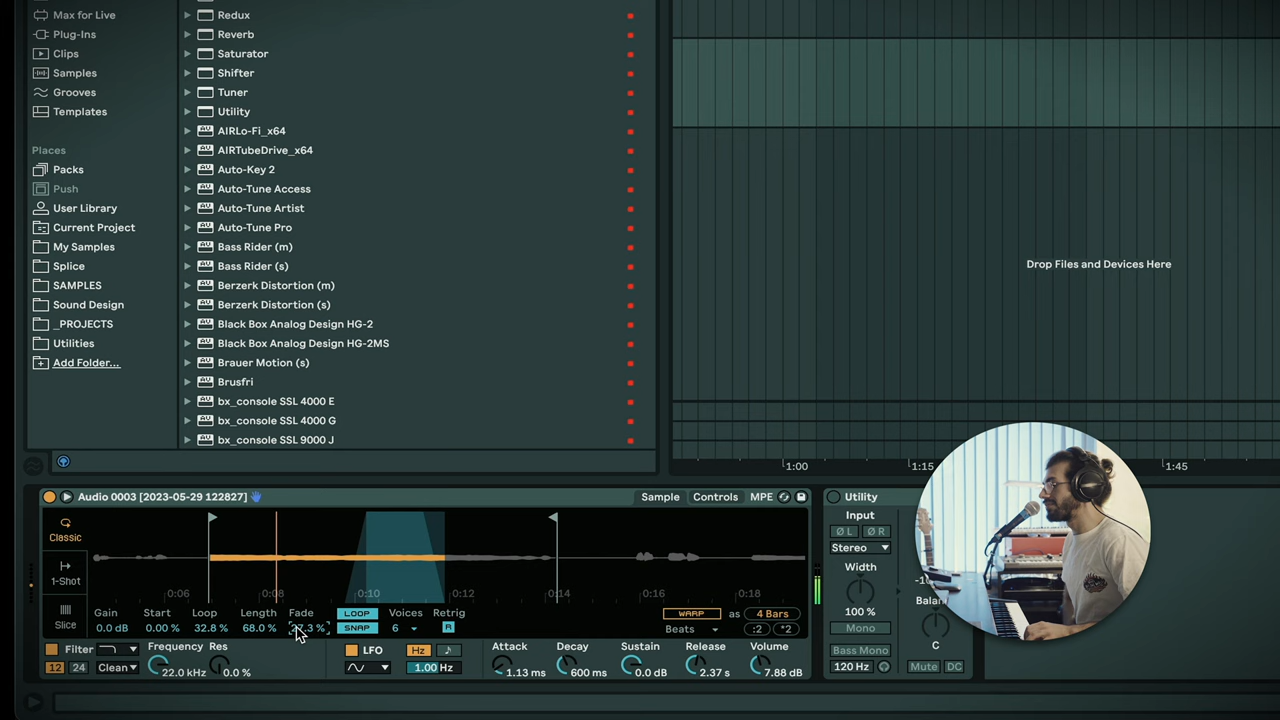 Max for Live
Plug-Ins
Clips
Samples
Grooves
Templates
Places
Packs
Push
User Library
Current Project
My Samples
Splice
SAMPLES
Sound Design
_PROJECTS
Utilities
Add Folder...
Redux
Reverb
Saturator
Shifter
Tuner
Utility
AIRLo-Fi_x64
AIRTubeDrive_x64
Auto-Key 2
Auto-Tune Access
Auto-Tune Artist
Auto-Tune Pro
Bass Rider (m)
Bass Rider (s)
Berzerk Distortion (m)
Berzerk Distortion (s)
Black Box Analog Design HG-2
Black Box Analog Design HG-2MS
Brauer Motion (s)
Brusfri
bx_console SSL 4000 E
bx_console SSL 4000 G
bx_console SSL 9000 J
Drop Files and Devices Here
1:00 1:15 1:45
Audio 0003 [2023-05-29 122827] Sample Controls MPE
Classic
1-Shot
Slice
0:06 0:08 0:10 0:12 0:14 0:16 0:18
Gain Start Loop Length Fade LOOP Voices Retrig WARP as 4 Bars
0.0 dB 0.00 % 32.8 % 68.0 % SNAP 6 R Beats :2 *2
Filter Frequency Res LFO Hz Attack Decay Sustain Release Volume
12 24 Clean 22.0 kHz 0.0 % 1.00 Hz 1.13 ms 600 ms 0.0 dB 2.37 s 7.88 dB
Utility
Input
Ø L Ø R
Stereo
Width
100 %
Mono
Bass Mono
120 Hz
C
Mute DC